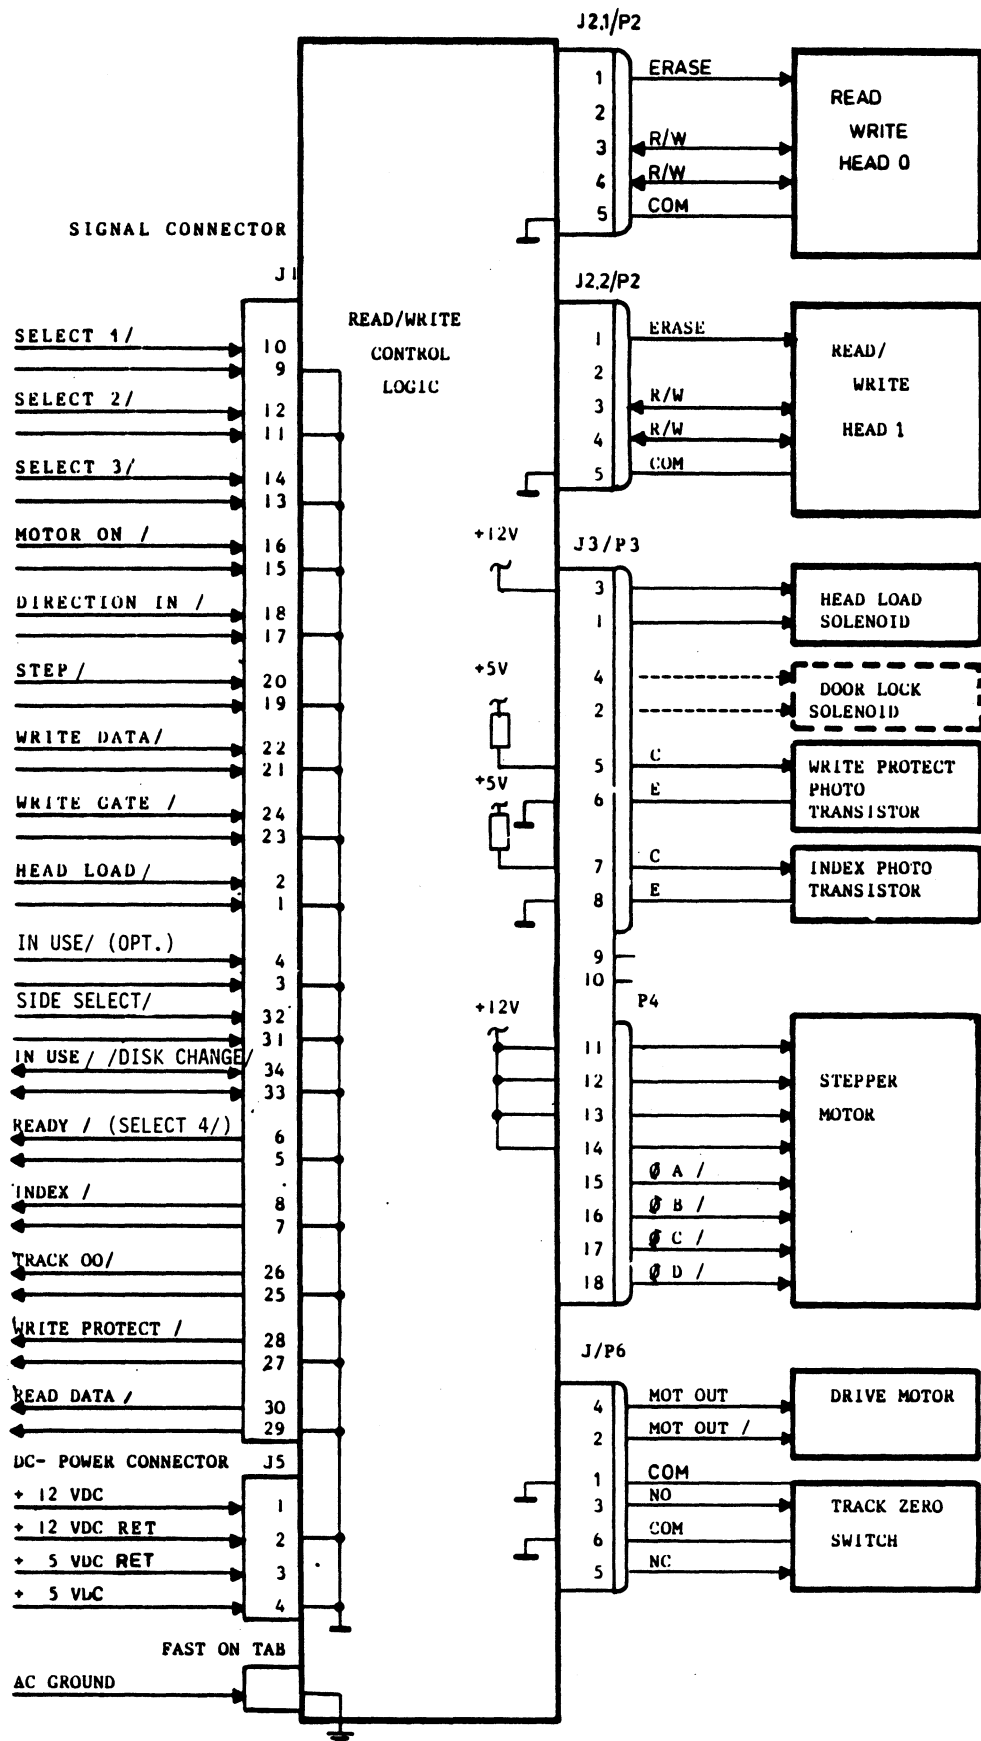 J2,1/P2
1 ERASE
2
3 R/W
4 R/W
5 COM
READ
WRITE
HEAD 0
SIGNAL CONNECTOR
J1
READ/WRITE
CONTROL
LOGIC
SELECT 1/
10
9
SELECT 2/
12
11
SELECT 3/
14
13
MOTOR ON /
16
15
DIRECTION IN /
18
17
STEP/
20
19
WRITE DATA/
22
21
WRITE GATE /
24
23
HEAD LOAD/
2
1
IN USE/ (OPT.)
4
3
SIDE SELECT/
32
31
IN USE/ /DISK CHANGE/
34
33
READY / (SELECT 4/)
6
5
INDEX /
8
7
TRACK 00/
26
25
WRITE PROTECT /
28
27
READ DATA /
30
29
DC- POWER CONNECTOR J5
+ 12 VDC
1
+ 12 VDC RET
2
+ 5 VDC RET
3
+ 5 VDC
4
FAST ON TAB
AC GROUND
J2,2/P2
1 ERASE
2
3 R/W
4 R/W
5 COM
READ/
WRITE
HEAD 1
+12V
J3/P3
3
1
HEAD LOAD
SOLENOID
+5V
4
2
DOOR LOCK
SOLENOID
5 C
+5V
6 E
WRITE PROTECT
PHOTO
TRANSISTOR
7 C
8 E
INDEX PHOTO
TRANSISTOR
9
10
P4
+12V
11
12
13
14
15 Ø A /
16 Ø B /
17 Ø C /
18 Ø D /
STEPPER
MOTOR
J/P6
4 MOT OUT
2 MOT OUT /
DRIVE MOTOR
1 COM
3 NO
6 COM
5 NC
TRACK ZERO
SWITCH